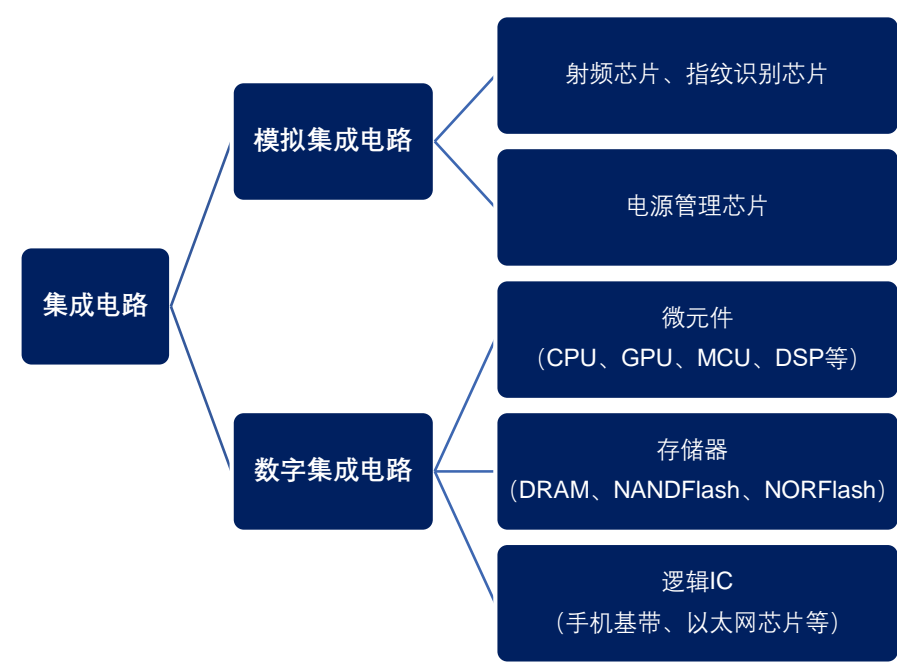 集成电路
模拟集成电路
射频芯片、指纹识别芯片
电源管理芯片
数字集成电路
微元件
（CPU、GPU、MCU、DSP等）
存储器
（DRAM、NANDFlash、NORFlash）
逻辑IC
（手机基带、以太网芯片等）